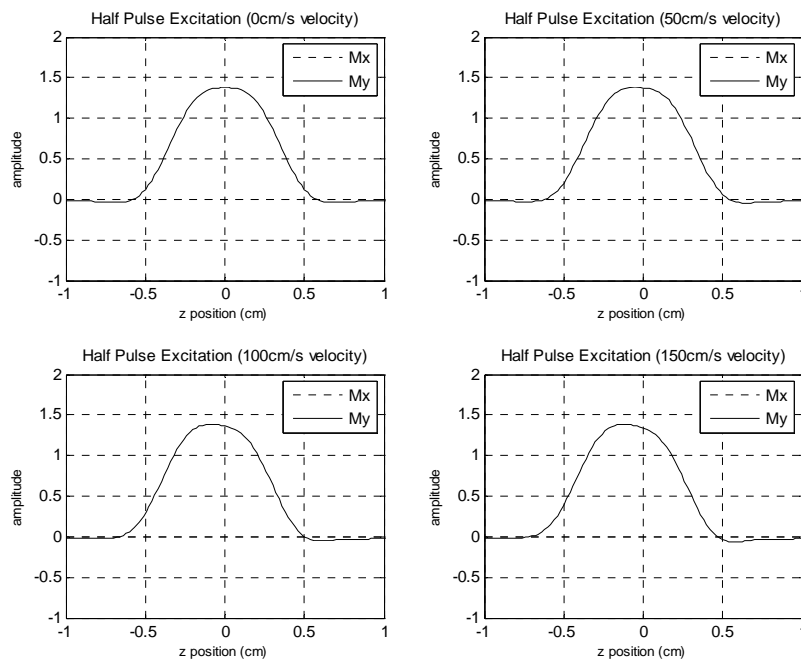 Half Pulse Excitation (0cm/s velocity)
2
1.5
1
0.5
0
-0.5
-1
amplitude
Mx
My
-1
-0.5
0
0.5
1
z position (cm)
Half Pulse Excitation (50cm/s velocity)
2
1.5
1
0.5
0
-0.5
-1
amplitude
Mx
My
-1
-0.5
0
0.5
1
z position (cm)
Half Pulse Excitation (100cm/s velocity)
2
1.5
1
0.5
0
-0.5
-1
amplitude
Mx
My
-1
-0.5
0
0.5
1
z position (cm)
Half Pulse Excitation (150cm/s velocity)
2
1.5
1
0.5
0
-0.5
-1
amplitude
Mx
My
-1
-0.5
0
0.5
1
z position (cm)